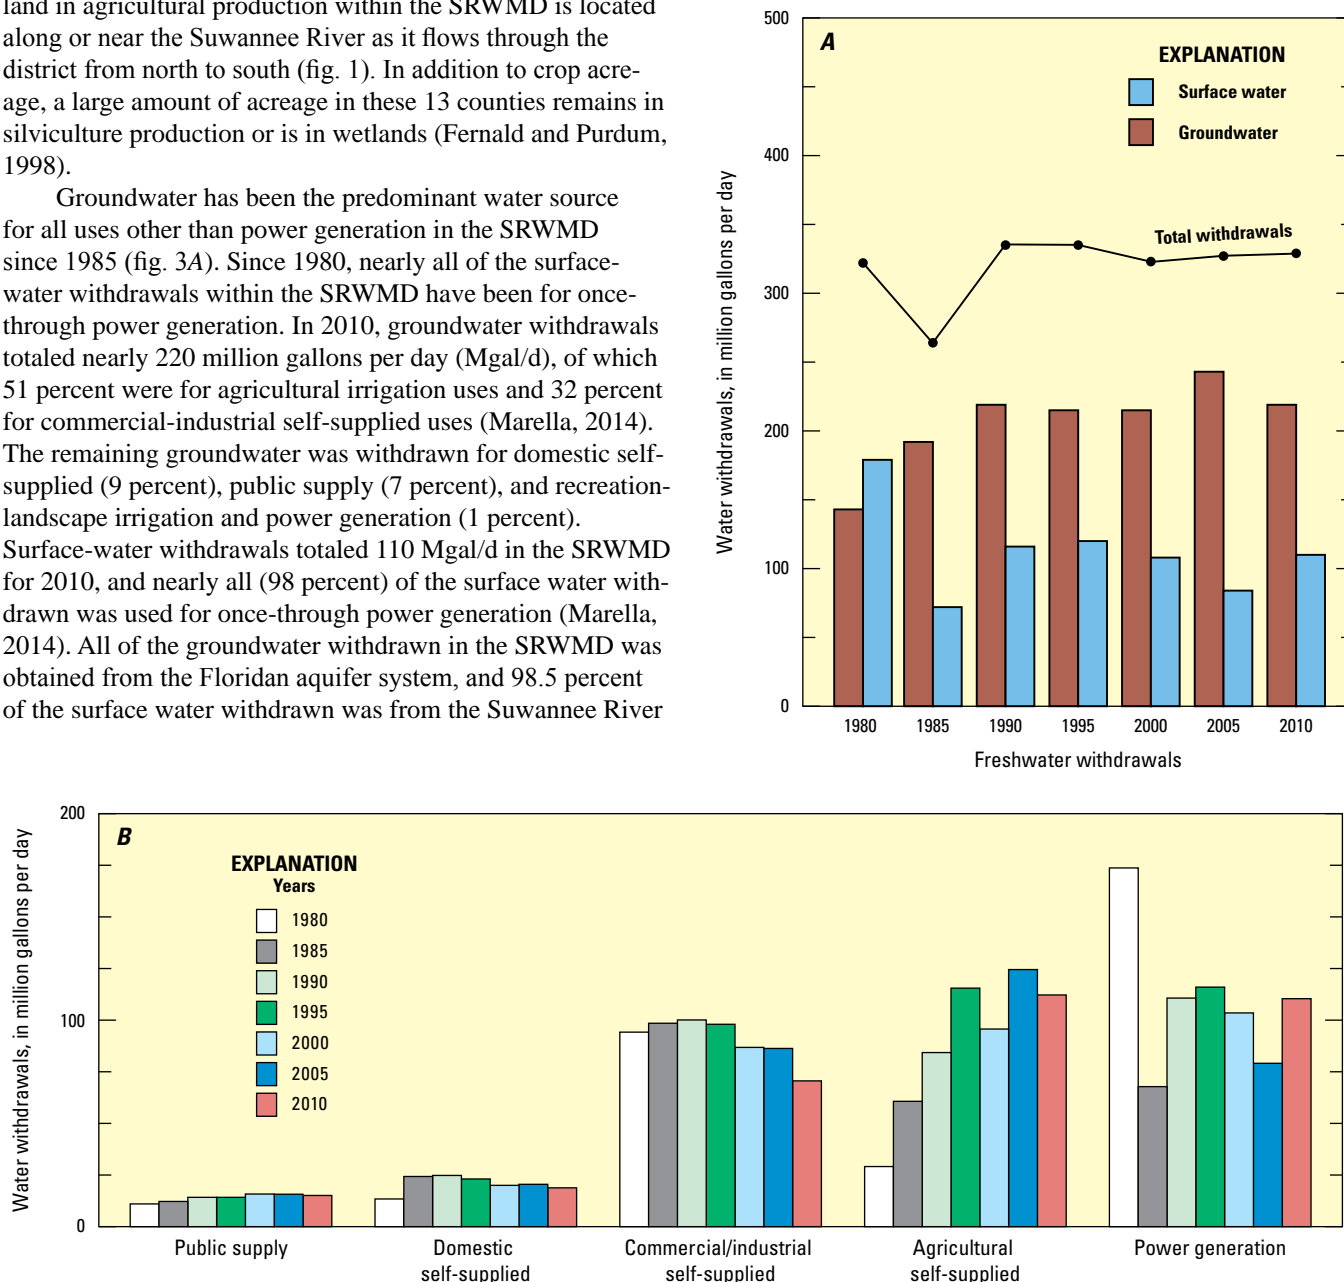 land in agricultural production within the SRWMD is located
along or near the Suwannee River as it flows through the
district from north to south (fig. 1). In addition to crop acre-
age, a large amount of acreage in these 13 counties remains in
silviculture production or is in wetlands (Fernald and Purdum,
1998).
Groundwater has been the predominant water source
for all uses other than power generation in the SRWMD
since 1985 (fig. 3A). Since 1980, nearly all of the surface-
water withdrawals within the SRWMD have been for once-
through power generation. In 2010, groundwater withdrawals
totaled nearly 220 million gallons per day (Mgal/d), of which
51 percent were for agricultural irrigation uses and 32 percent
for commercial-industrial self-supplied uses (Marella, 2014).
The remaining groundwater was withdrawn for domestic self-
supplied (9 percent), public supply (7 percent), and recreation-
landscape irrigation and power generation (1 percent).
Surface-water withdrawals totaled 110 Mgal/d in the SRWMD
for 2010, and nearly all (98 percent) of the surface water with-
drawn was used for once-through power generation (Marella,
2014). All of the groundwater withdrawn in the SRWMD was
obtained from the Floridan aquifer system, and 98.5 percent
of the surface water withdrawn was from the Suwannee River
A
EXPLANATION
Surface water
Groundwater
Total withdrawals
Water withdrawals, in million gallons per day
500
400
300
200
100
0
1980 1985 1990 1995 2000 2005 2010
Freshwater withdrawals
B
EXPLANATION
Years
1980
1985
1990
1995
2000
2005
2010
Water withdrawals, in million gallons per day
200
100
0
Public supply Domestic Commercial/industrial Agricultural Power generation
self-supplied self-supplied self-supplied